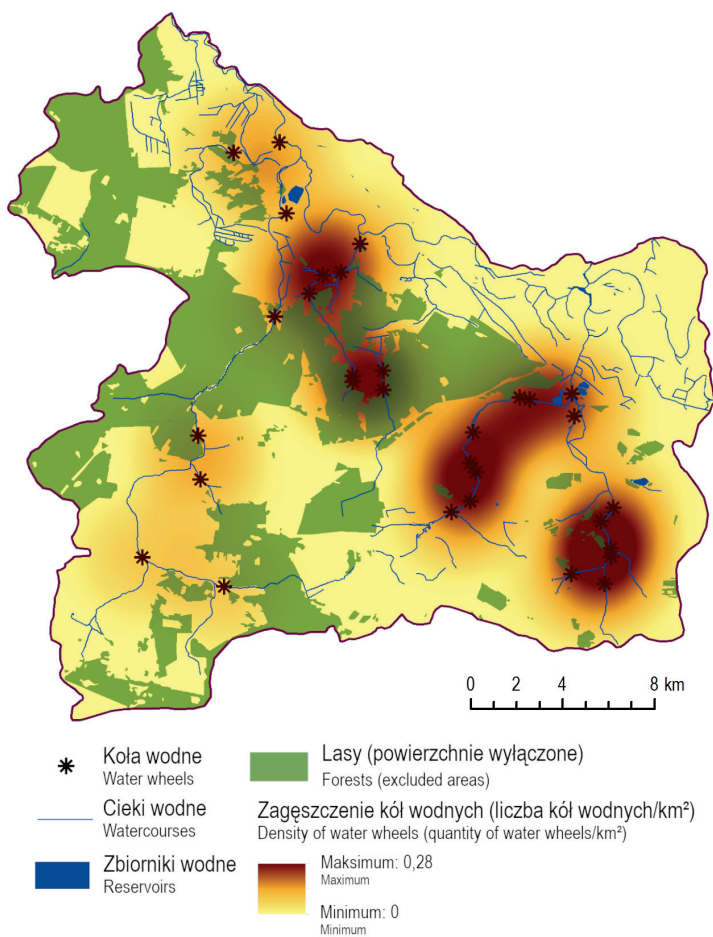 0 2 4 8 km
Koła wodne
Water wheels
Lasy (powierzchnie wyłączone)
Forests (excluded areas)
Cieki wodne
Watercourses
Zagęszczenie kół wodnych (liczba kół wodnych/km²)
Density of water wheels (quantity of water wheels/km²)
Zbiorniki wodne
Reservoirs
Maksimum: 0,28
Maximum
Minimum: 0
Minimum